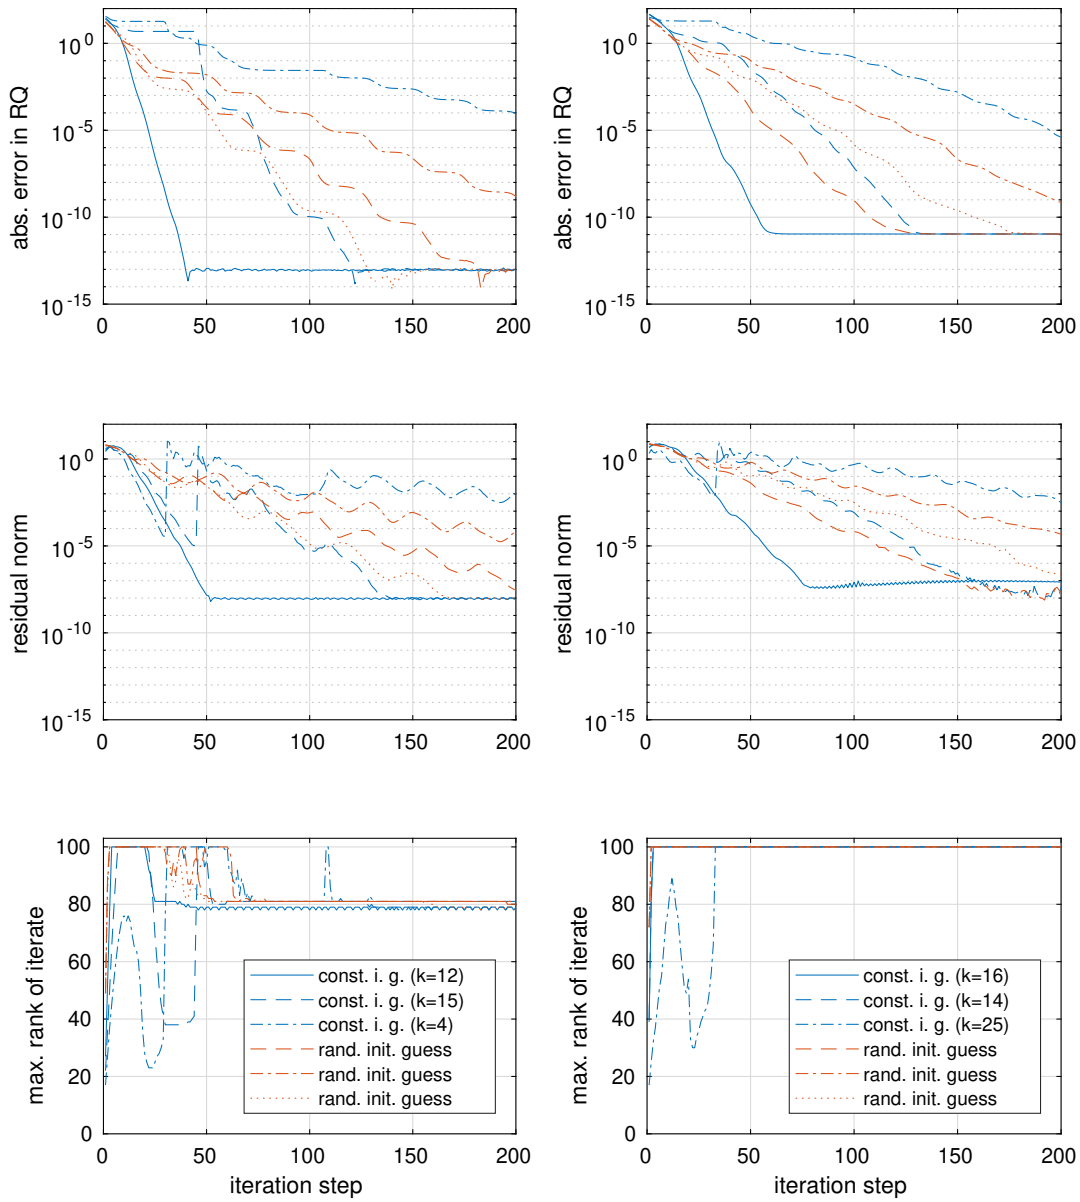 abs. error in RQ
10^0
10^-5
10^-10
10^-15
0 50 100 150 200
abs. error in RQ
10^0
10^-5
10^-10
10^-15
0 50 100 150 200
residual norm
10^0
10^-5
10^-10
10^-15
0 50 100 150 200
residual norm
10^0
10^-5
10^-10
10^-15
0 50 100 150 200
max. rank of iterate
100
80
60
40
20
0
const. i. g. (k=12)
const. i. g. (k=15)
const. i. g. (k=4)
rand. init. guess
rand. init. guess
rand. init. guess
0 50 100 150 200
iteration step
max. rank of iterate
100
80
60
40
20
0
const. i. g. (k=16)
const. i. g. (k=14)
const. i. g. (k=25)
rand. init. guess
rand. init. guess
rand. init. guess
0 50 100 150 200
iteration step